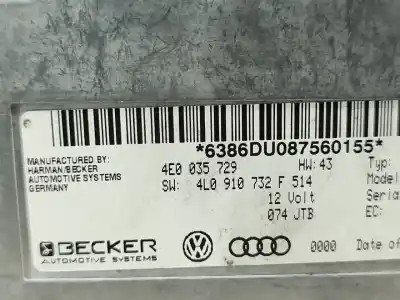 *6386DU087560155*
MANUFACTURED BY:
HARMAN/BECKER
AUTOMOTIVE SYSTEMS
GERMANY
4E0 035 729 HW: 43 Typ:
SW: 4L0 910 732 F 514 Model
12 Volt Seria
074 JTB EC:
BECKER
AUTOMOTIVE SYSTEMS
0000 Date of